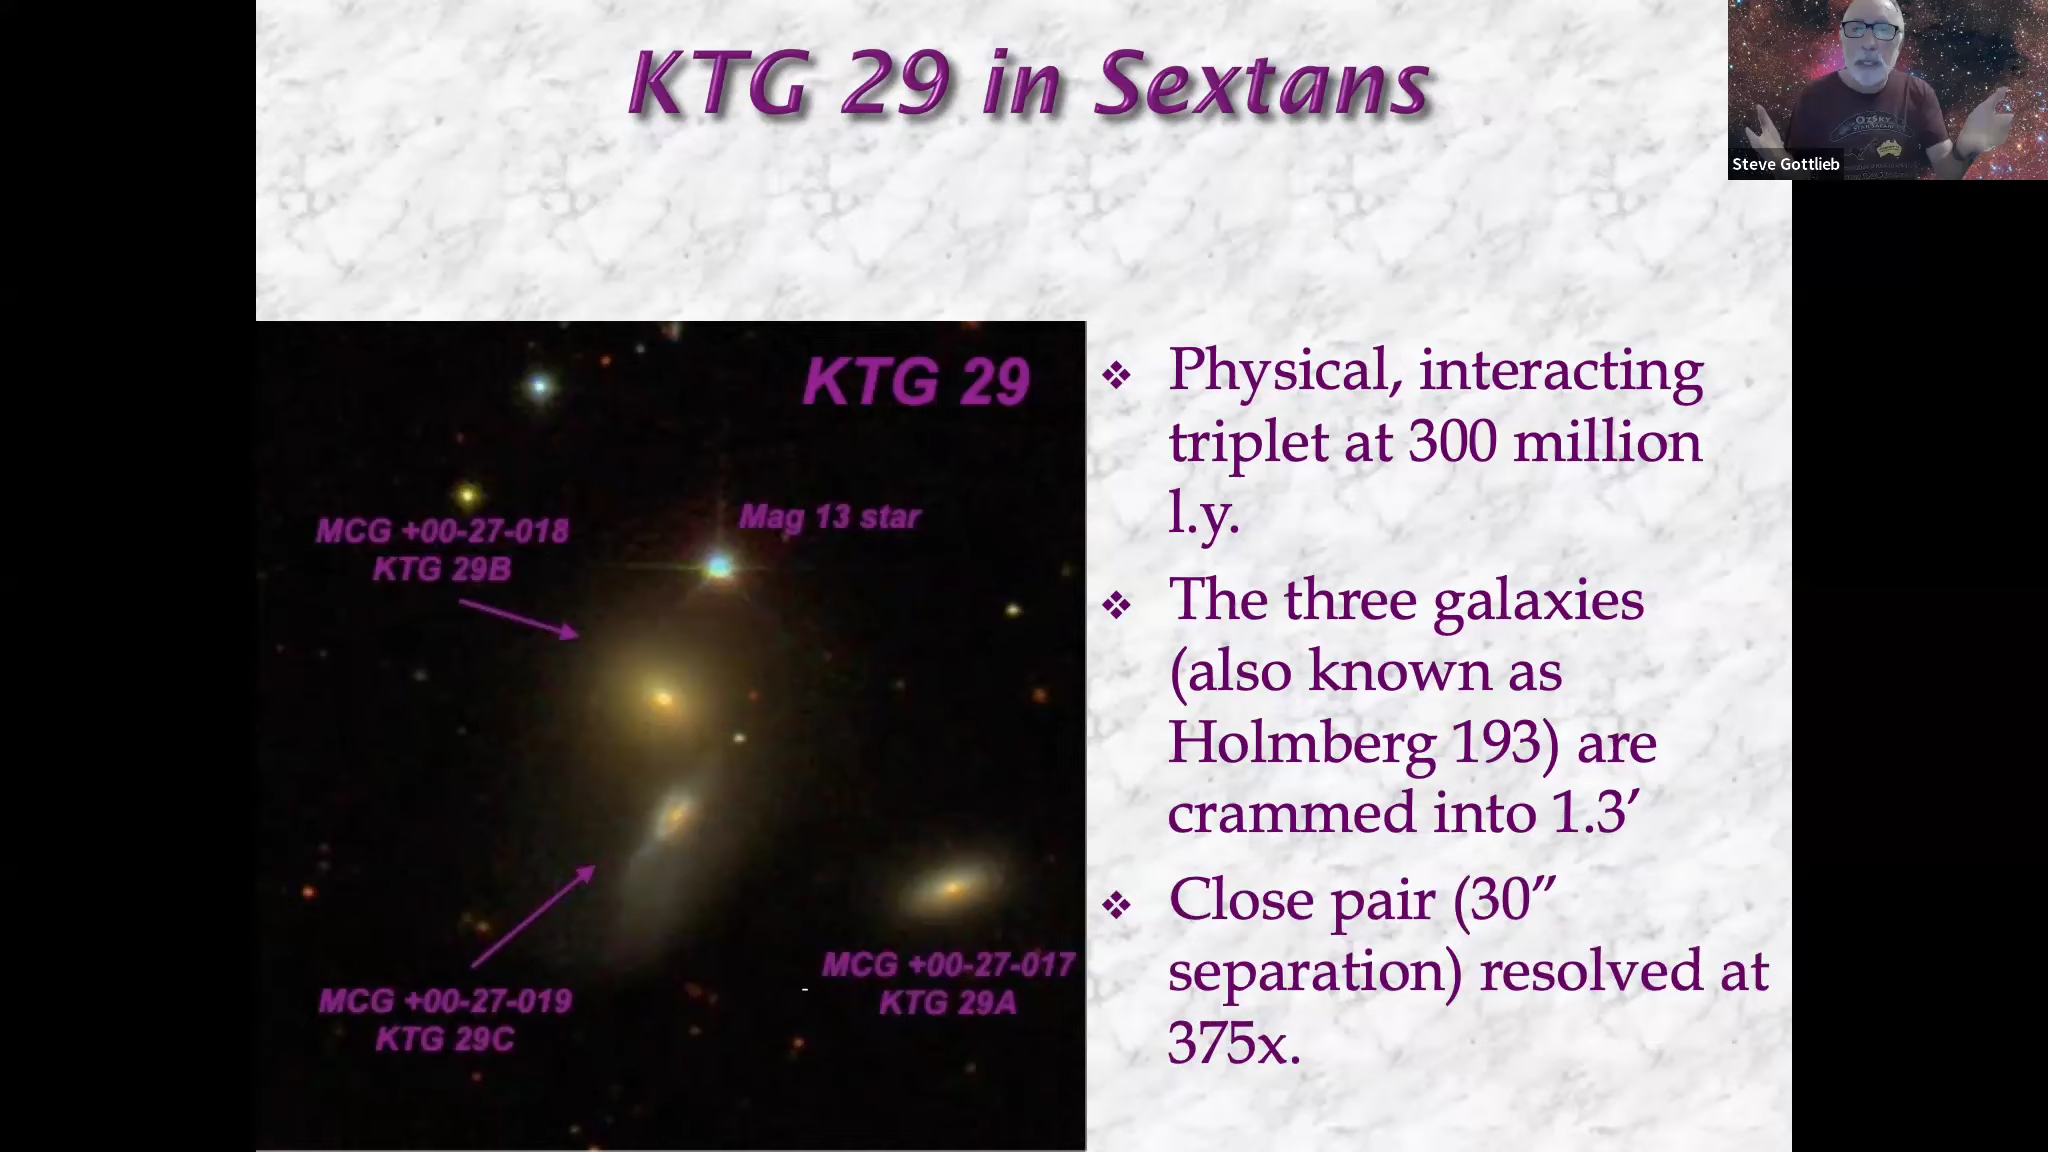 KTG 29 in Sextans
Steve Gottlieb
OZSKY
KTG 29
Mag 13 star
MCG +00-27-018
KTG 29B
MCG +00-27-017
KTG 29A
MCG +00-27-019
KTG 29C
❖ Physical, interacting
triplet at 300 million
l.y.
❖ The three galaxies
(also known as
Holmberg 193) are
crammed into 1.3’
❖ Close pair (30”
separation) resolved at
375x.